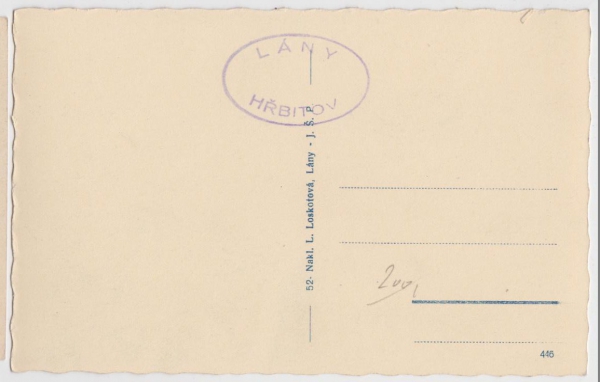 LÁNY
HŘBITOV
52- Nakl. L. Loskotová, Lány - J. Š. P.
200,
446